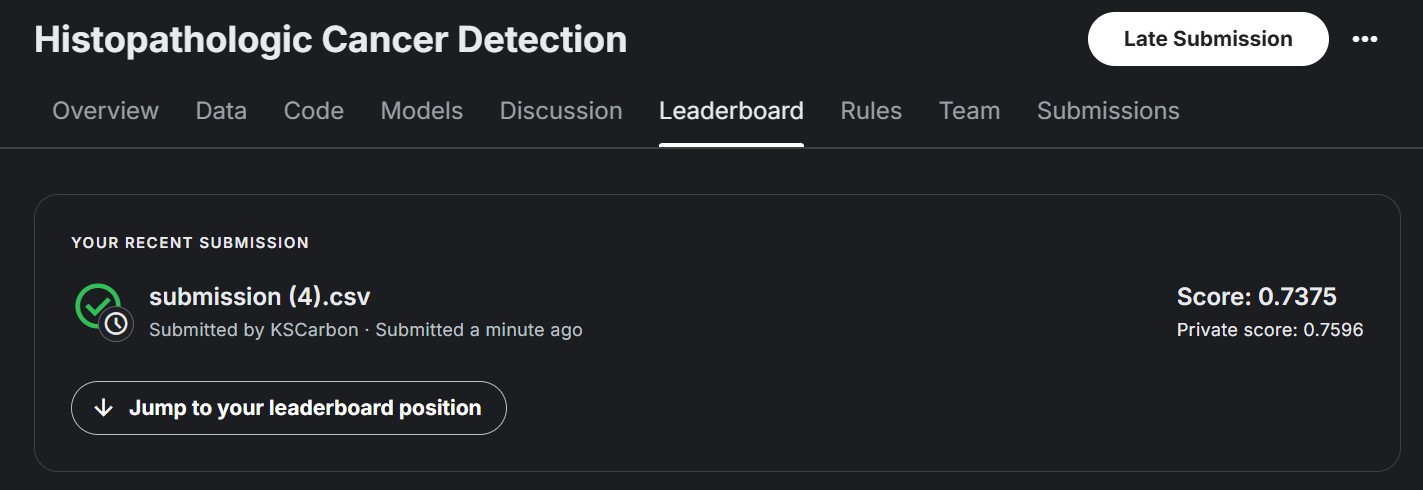 Histopathologic Cancer Detection
Late Submission
Overview Data Code Models Discussion Leaderboard Rules Team Submissions
YOUR RECENT SUBMISSION
submission (4).csv
Score: 0.7375
Submitted by KSCarbon · Submitted a minute ago
Private score: 0.7596
Jump to your leaderboard position